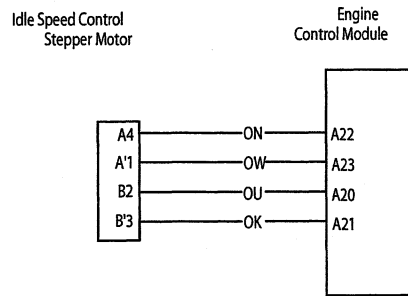 Idle Speed Control
Stepper Motor
Engine
Control Module
A4 ON A22
A'1 OW A23
B2 OU A20
B'3 OK A21